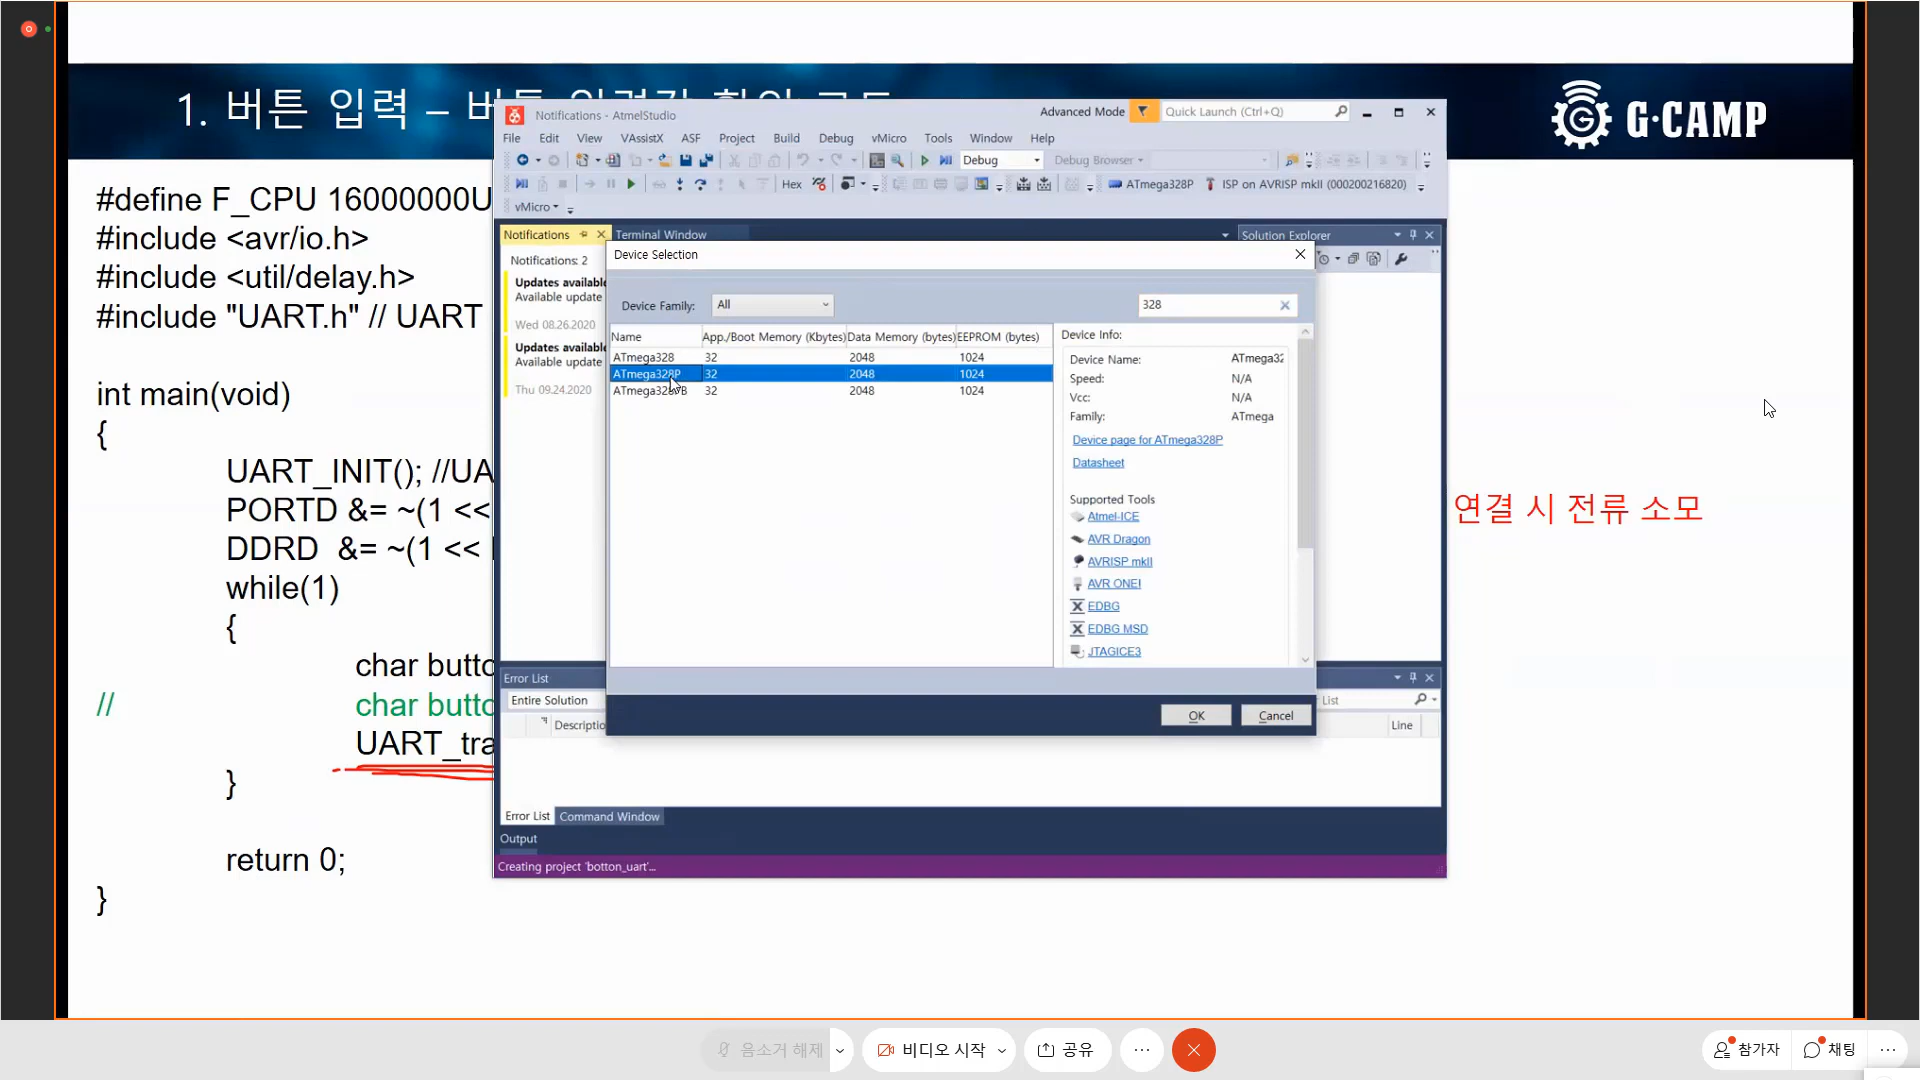 1. 버튼 입력 –
G·CAMP
#define F_CPU 16000000U
#include <avr/io.h>
#include <util/delay.h>
#include "UART.h" // UART
int main(void)
{
UART_INIT(); //UA
PORTD &= ~(1 <<
DDRD &= ~(1 <<
while(1)
{
char butto
// char butto
UART_tra
}
return 0;
}
연결 시 전류 소모
Notifications - AtmelStudio
Advanced Mode
Quick Launch (Ctrl+Q)
File Edit View VAssistX ASF Project Build Debug vMicro Tools Window Help
Debug
Debug Browser
Hex
ATmega328P
ISP on AVRISP mkII (000200216820)
vMicro
Notifications
Terminal Window
Solution Explorer
Notifications: 2
Updates available
Available update
Wed 08.26.2020
Updates available
Available update
Thu 09.24.2020
Device Selection
Device Family: All
328
Name App./Boot Memory (Kbytes) Data Memory (bytes) EEPROM (bytes)
ATmega328 32 2048 1024
ATmega328P 32 2048 1024
ATmega328PB 32 2048 1024
Device Info:
Device Name: ATmega32
Speed: N/A
Vcc: N/A
Family: ATmega
Device page for ATmega328P
Datasheet
Supported Tools
Atmel-ICE
AVR Dragon
AVRISP mkII
AVR ONE!
EDBG
EDBG MSD
JTAGICE3
OK
Cancel
Error List
Entire Solution
List
Descriptio
Line
Error List
Command Window
Output
Creating project 'botton_uart'...
음소거 해제
비디오 시작
공유
참가자
채팅